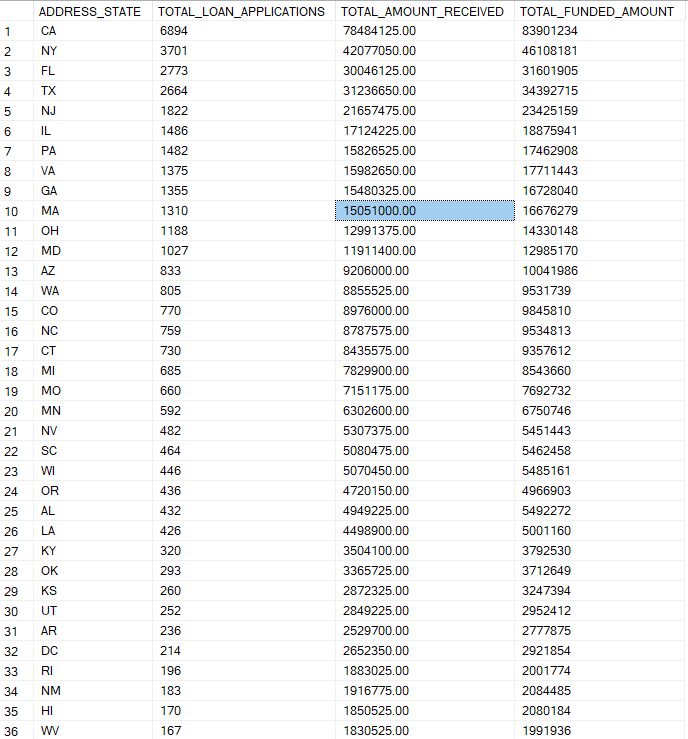 ADDRESS_STATE TOTAL_LOAN_APPLICATIONS TOTAL_AMOUNT_RECEIVED TOTAL_FUNDED_AMOUNT
1 CA 6894 78484125.00 83901234
2 NY 3701 42077050.00 46108181
3 FL 2773 30046125.00 31601905
4 TX 2664 31236650.00 34392715
5 NJ 1822 21657475.00 23425159
6 IL 1486 17124225.00 18875941
7 PA 1482 15826525.00 17462908
8 VA 1375 15982650.00 17711443
9 GA 1355 15480325.00 16728040
10 MA 1310 15051000.00 16676279
11 OH 1188 12991375.00 14330148
12 MD 1027 11911400.00 12985170
13 AZ 833 9206000.00 10041986
14 WA 805 8855525.00 9531739
15 CO 770 8976000.00 9845810
16 NC 759 8787575.00 9534813
17 CT 730 8435575.00 9357612
18 MI 685 7829900.00 8543660
19 MO 660 7151175.00 7692732
20 MN 592 6302600.00 6750746
21 NV 482 5307375.00 5451443
22 SC 464 5080475.00 5462458
23 WI 446 5070450.00 5485161
24 OR 436 4720150.00 4966903
25 AL 432 4949225.00 5492272
26 LA 426 4498900.00 5001160
27 KY 320 3504100.00 3792530
28 OK 293 3365725.00 3712649
29 KS 260 2872325.00 3247394
30 UT 252 2849225.00 2952412
31 AR 236 2529700.00 2777875
32 DC 214 2652350.00 2921854
33 RI 196 1883025.00 2001774
34 NM 183 1916775.00 2084485
35 HI 170 1850525.00 2080184
36 WV 167 1830525.00 1991936